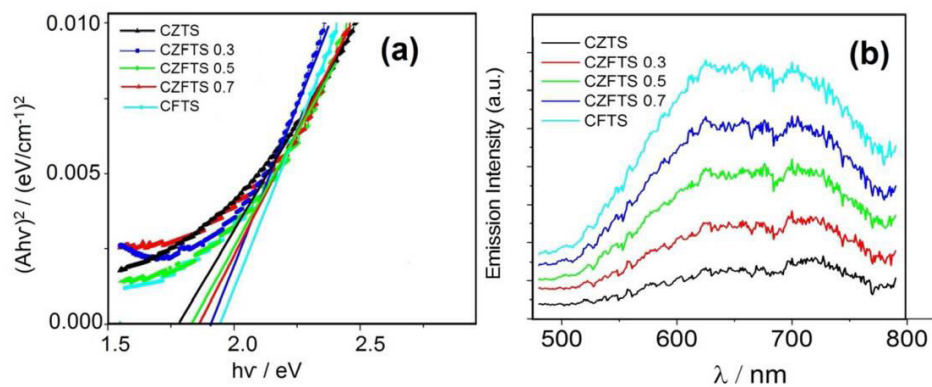 (a)
CZTS
CZFTS 0.3
CZFTS 0.5
CZFTS 0.7
CFTS
0.010
0.005
0.000
(Ahν)² / (eV/cm⁻¹)²
1.5
2.0
2.5
hν / eV
(b)
CZTS
CZFTS 0.3
CZFTS 0.5
CZFTS 0.7
CFTS
Emission Intensity (a.u.)
500
600
700
800
λ / nm